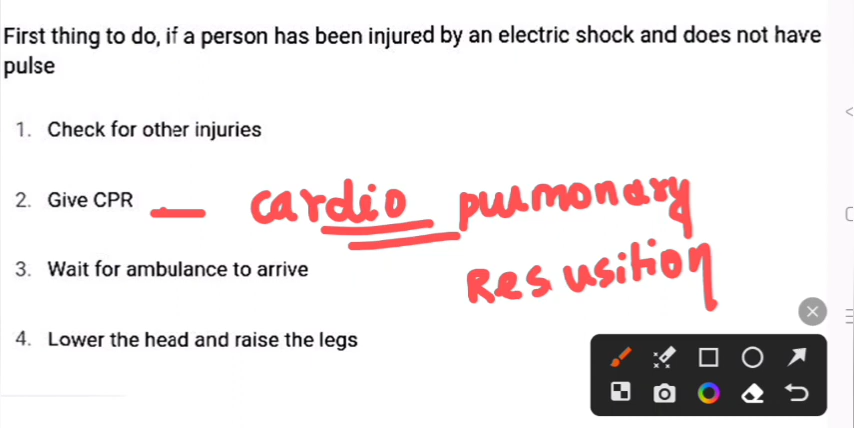 First thing to do, if a person has been injured by an electric shock and does not have
pulse
1. Check for other injuries
2. Give CPR — cardio pulmonary
Resusition
3. Wait for ambulance to arrive
4. Lower the head and raise the legs